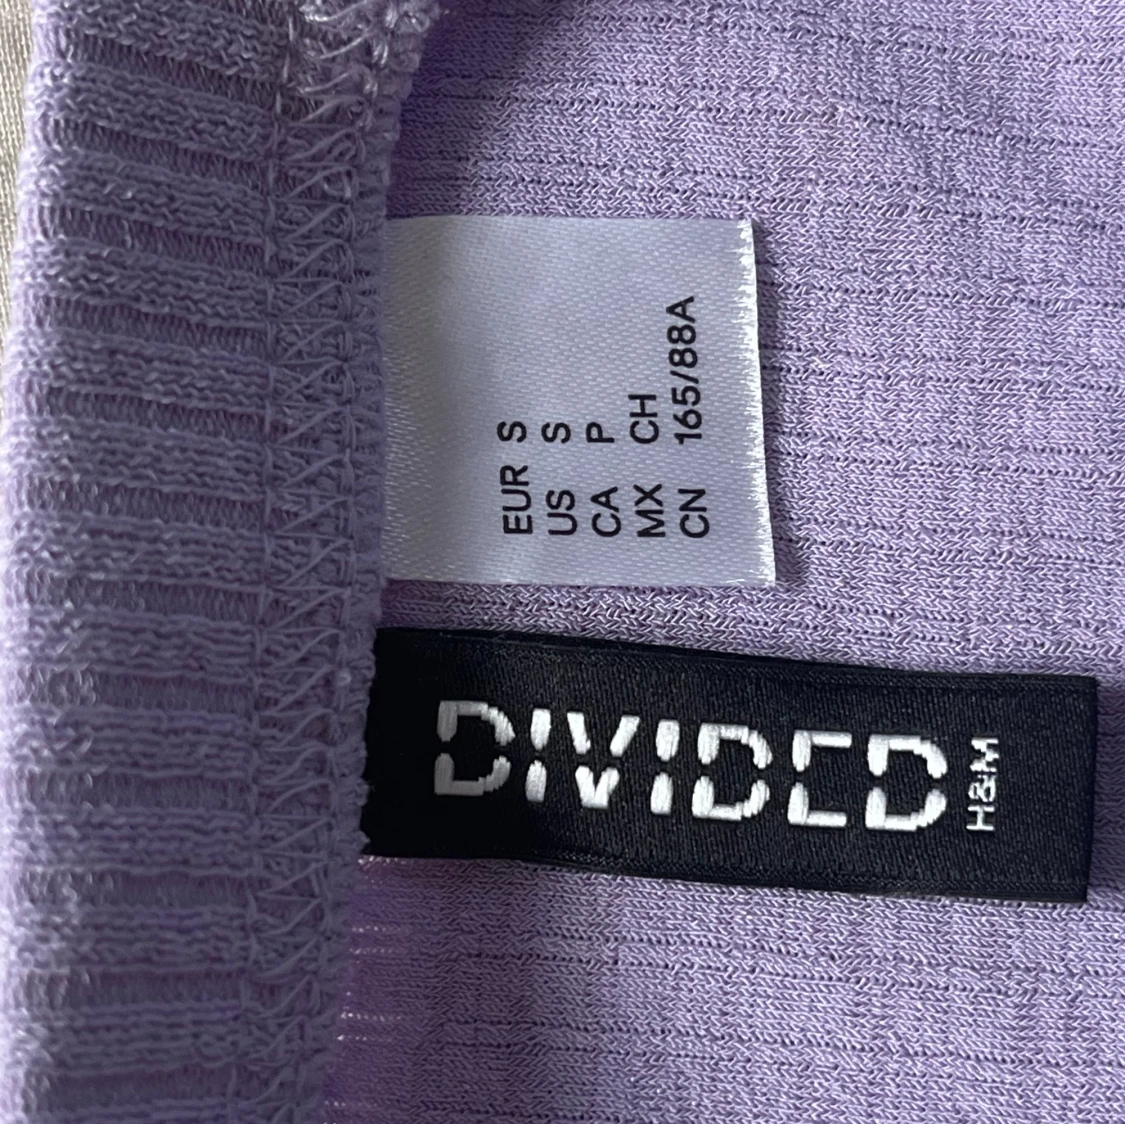 EUR S
US S
CA P
MX CH
CN 165/88A
DIVIDED
H&M